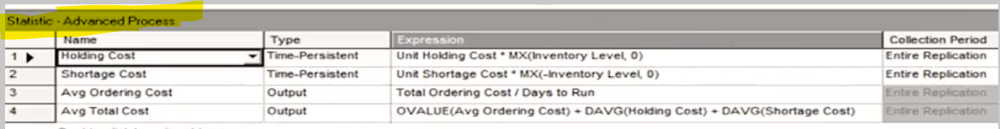 Statistic - Advanced Process
Name Type Expression Collection Period
1 Holding Cost Time-Persistent Unit Holding Cost * MX(Inventory Level, 0) Entire Replication
2 Shortage Cost Time-Persistent Unit Shortage Cost * MX(-Inventory Level, 0) Entire Replication
3 Avg Ordering Cost Output Total Ordering Cost / Days to Run Entire Replication
4 Avg Total Cost Output OVALUE(Avg Ordering Cost) + DAVG(Holding Cost) + DAVG(Shortage Cost) Entire Replication